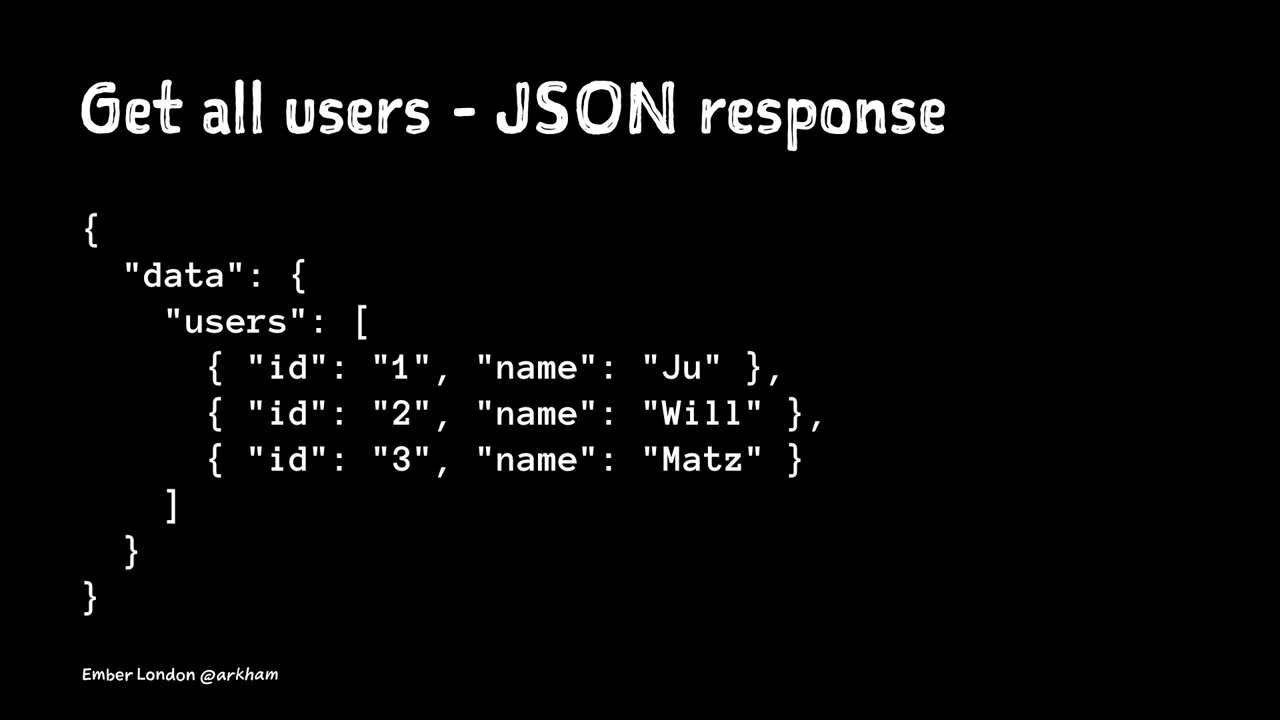 Get all users - JSON response
{
  "data": {
    "users": [
      { "id": "1", "name": "Ju" },
      { "id": "2", "name": "Will" },
      { "id": "3", "name": "Matz" }
    ]
  }
}
Ember London @arkham